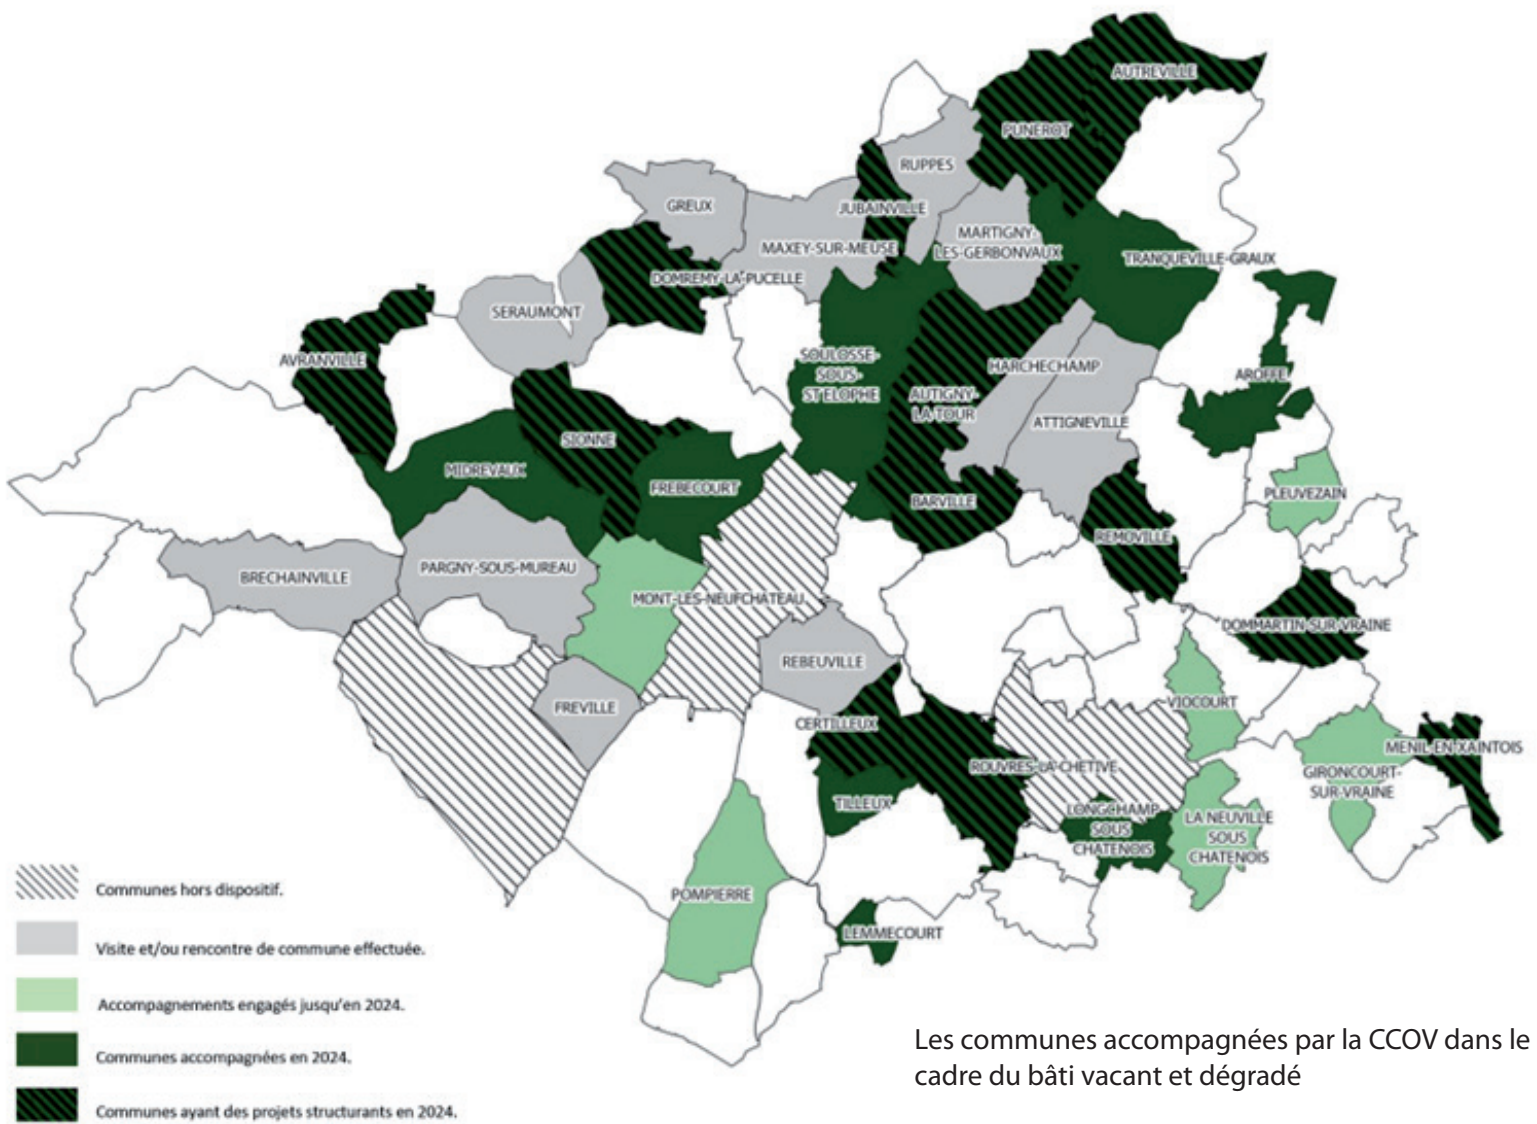 AUTREVILLE
PUNEROT
RUPPES
GREUX
JUBAINVILLE
MARTIGNY-
LES-GERBONVAUX
MAXEY-SUR-MEUSE
TRANQUEVILLE-GRAUX
DOMREMY-LA-PUCELLE
SERAUMONT
AVRANVILLE
SOULOSSE-
SOUS-
ST ELOPHE
HARCHECHAMP
AROFFE
AUTIGNY-
LA TOUR
ATTIGNEVILLE
SIONNE
MIDREVAUX
FREBECOURT
BARVILLE
PLEUVEZAIN
REMOVILLE
PARGNY-SOUS-MUREAU
BRECHAINVILLE
MONT-LES-NEUFCHATEAU
DOMMARTIN-SUR-VRAINE
REBEUVILLE
VIOCOURT
FREVILLE
CERTILLEUX
MENIL-EN-XAINTOIS
ROUVRES-LA-CHETIVE
GIRONCOURT-
SUR-VRAINE
TILLEUX
LONGCHAMP
SOUS
CHATENOIS
LA NEUVILLE
SOUS
CHATENOIS
POMPIERRE
LEMMECOURT
Communes hors dispositif.
Visite et/ou rencontre de commune effectuée.
Accompagnements engagés jusqu'en 2024.
Communes accompagnées en 2024.
Communes ayant des projets structurants en 2024.
Les communes accompagnées par la CCOV dans le
cadre du bâti vacant et dégradé